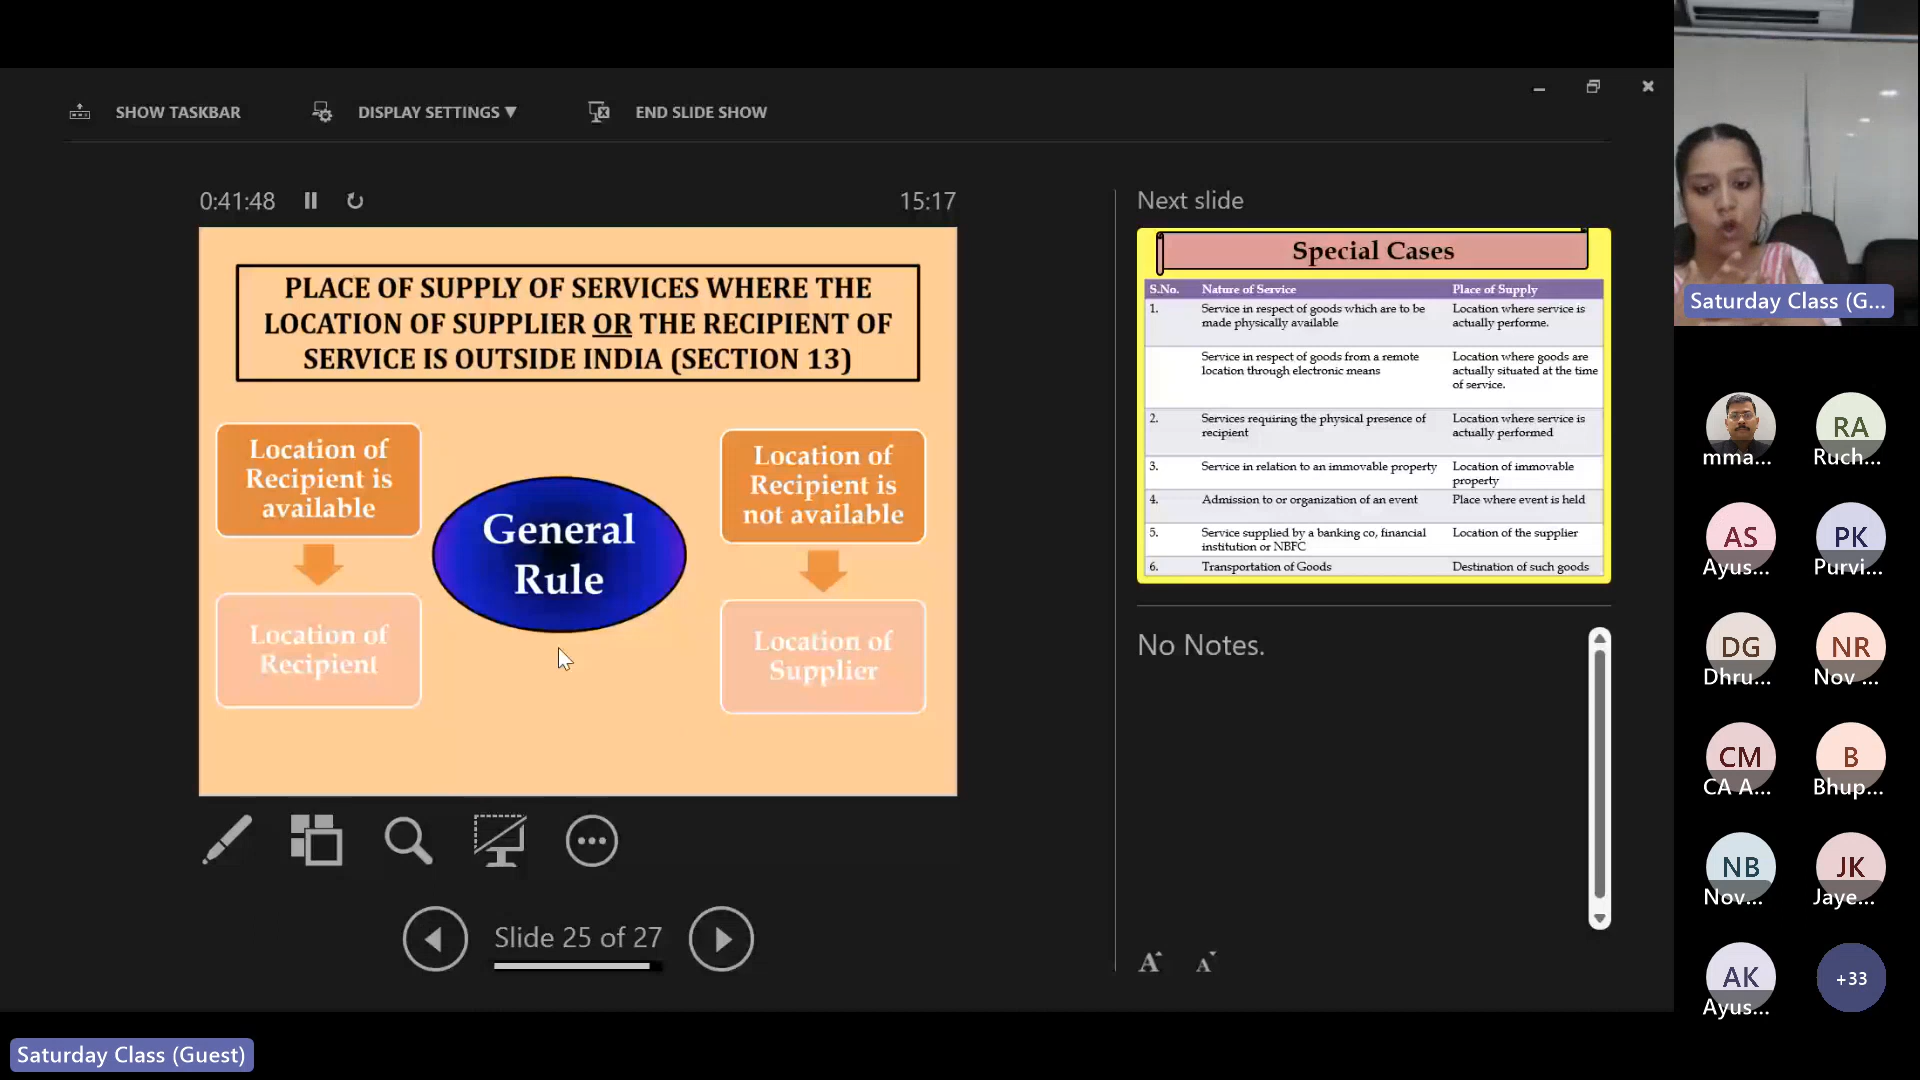 SHOW TASKBAR
DISPLAY SETTINGS ▼
END SLIDE SHOW
0:41:48
15:17
PLACE OF SUPPLY OF SERVICES WHERE THE
LOCATION OF SUPPLIER OR THE RECIPIENT OF
SERVICE IS OUTSIDE INDIA (SECTION 13)
Location of
Recipient is
available
Location of
Recipient
General
Rule
Location of
Recipient is
not available
Location of
Supplier
Slide 25 of 27
Next slide
Special Cases
S.No. Nature of Service Place of Supply
1. Service in respect of goods which are to be Location where service is
made physically available actually performe.
Service in respect of goods from a remote Location where goods are
location through electronic means actually situated at the time
of service.
2. Services requiring the physical presence of Location where service is
recipient actually performed
3. Service in relation to an immovable property Location of immovable
property
4. Admission to or organization of an event Place where event is held
5. Service supplied by a banking co, financial Location of the supplier
institution or NBFC
6. Transportation of Goods Destination of such goods
No Notes.
A A
Saturday Class (G...
mma...
RA
Ruch...
AS
Ayus...
PK
Purvi...
DG
Dhru...
NR
Nov ...
CM
CA A...
B
Bhup...
NB
Nov...
JK
Jaye...
AK
Ayus...
+33
Saturday Class (Guest)